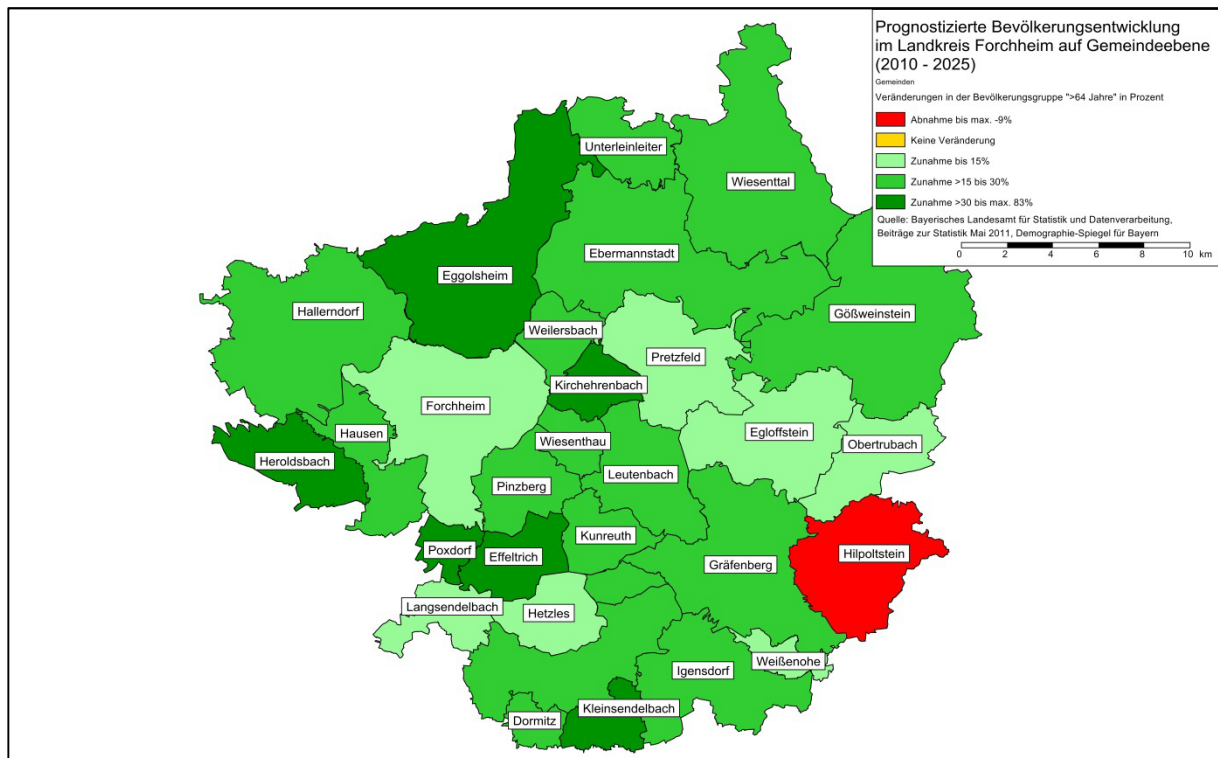 Prognostizierte Bevölkerungsentwicklung
im Landkreis Forchheim auf Gemeindeebene
(2010 - 2025)
Gemeinden
Veränderungen in der Bevölkerungsgruppe ">64 Jahre" in Prozent
Abnahme bis max. -9%
Keine Veränderung
Zunahme bis 15%
Zunahme >15 bis 30%
Zunahme >30 bis max. 83%
Quelle: Bayerisches Landesamt für Statistik und Datenverarbeitung,
Beiträge zur Statistik Mai 2011, Demographie-Spiegel für Bayern
0 2 4 6 8 10 km
Unterleinleiter
Wiesenttal
Ebermannstadt
Eggolsheim
Hallerndorf
Gößweinstein
Weilersbach
Pretzfeld
Kirchehrenbach
Forchheim
Egloffstein
Hausen
Wiesenthau
Obertrubach
Heroldsbach
Leutenbach
Pinzberg
Kunreuth
Poxdorf
Effeltrich
Hilpoltstein
Gräfenberg
Langsendelbach
Hetzles
Weißenohe
Igensdorf
Kleinsendelbach
Dormitz